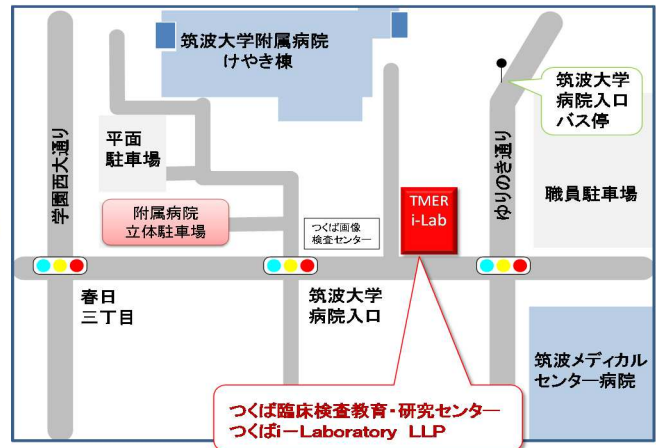 筑波大学附属病院
けやき棟
筑波大学
病院入口
バス停
学園西大通り
平面
駐車場
ゆりのき通り
職員駐車場
TMER
i-Lab
附属病院
立体駐車場
つくば画像
検査センター
春日
三丁目
筑波大学
病院入口
筑波メディカル
センター病院
つくば臨床検査教育・研究センター
つくばi－Laboratory LLP